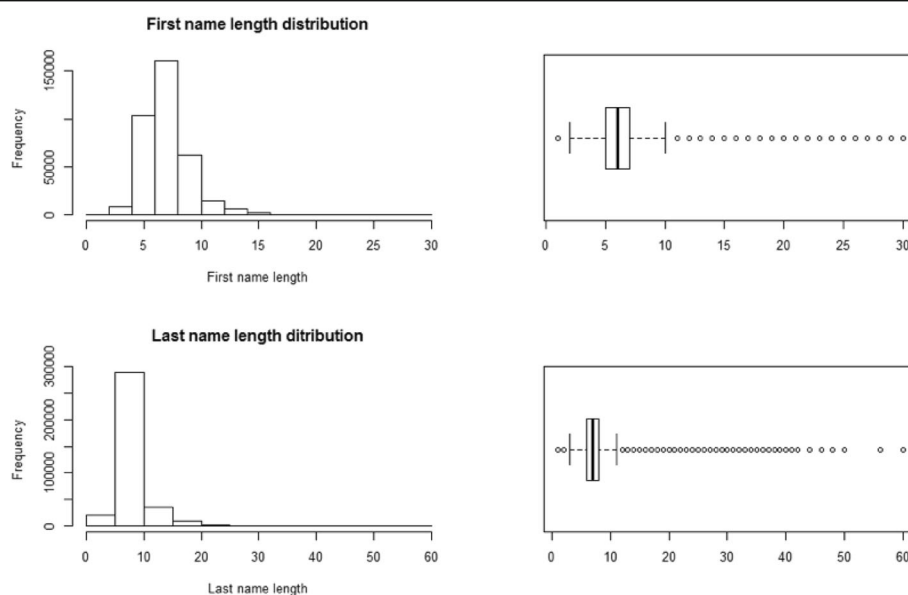 First name length distribution
Frequency
0 50000 150000
0 5 10 15 20 25 30
First name length
0 5 10 15 20 25 30
Last name length ditribution
Frequency
0 100000 200000 300000
0 10 20 30 40 50 60
Last name length
0 10 20 30 40 50 60